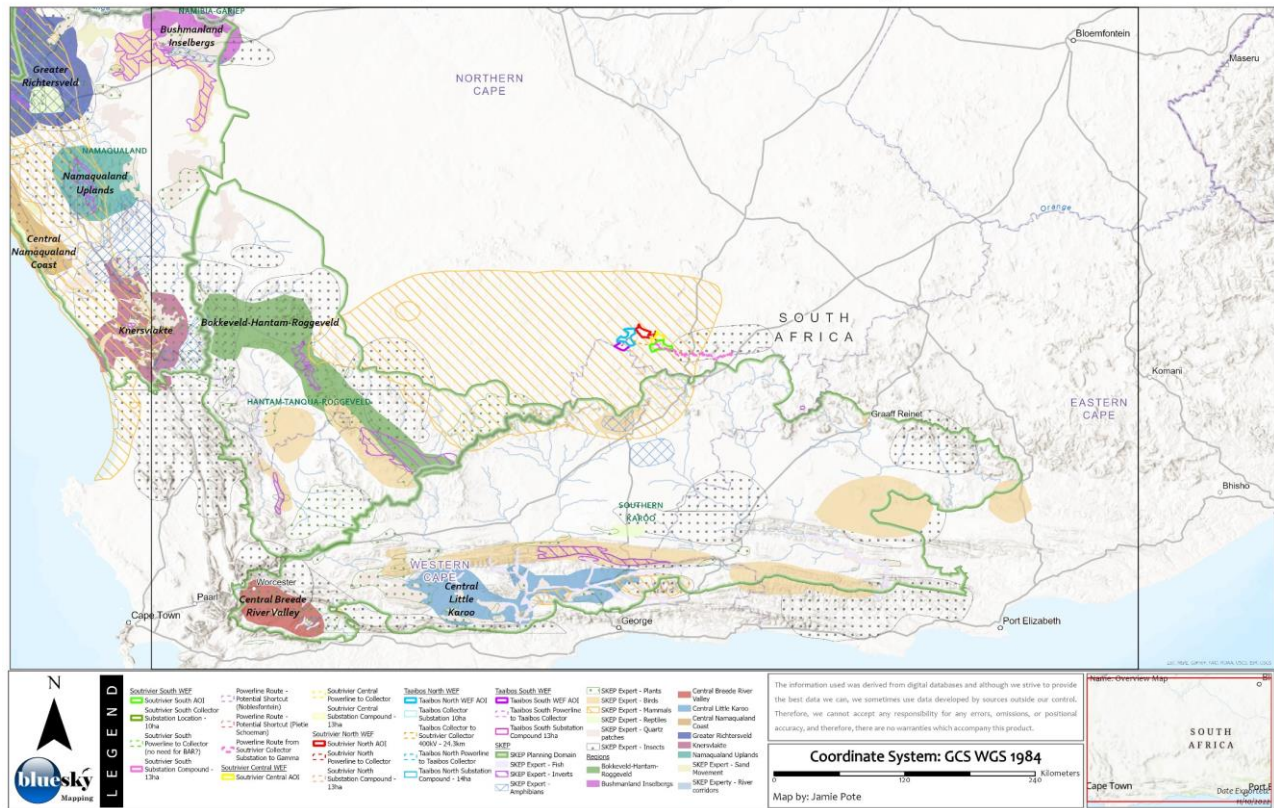 NAMIBIA-GARIEP
Bushmanland
Inselbergs
Greater
Richtersveld
NORTHERN
CAPE
Bloemfontein
Maseru
NAMAQUALAND
Namaqualand
Uplands
Orange
Central
Namaqualand
Coast
Knersvlakte
Bokkeveld-Hantam-Roggeveld
SOUTH
AFRICA
Komani
HANTAM-TANQUA-ROGGEVELD
EASTERN
CAPE
Graaff Reinet
Bhisho
SOUTHERN
KAROO
WESTERN
CAPE
Worcester
Paarl
Central Breede
River Valley
Central
Little
Karoo
Cape Town
George
Port Elizabeth
N
bluesky
Mapping
LEGEND
Soutrivier South WEF
Soutrivier South AOI
Soutrivier South Collector
Substation Location -
10ha
Soutrivier South
Powerline to Collector
(no need for BAR?)
Soutrivier South
Substation Compound -
13ha
Powerline Route -
Potential Shortcut
(Noblesfontein)
Powerline Route -
Potential Shortcut (Pietie
Schoeman)
Powerline Route from
Soutrivier Collector
Substation to Gamma
Soutrivier Central WEF
Soutrivier Central AOI
Soutrivier Central
Powerline to Collector
Soutrivier Central
Substation Compound -
13ha
Soutrivier North WEF
Soutrivier North AOI
Soutrivier North
Powerline to Collector
Soutrivier North
Substation Compound -
13ha
Taaibos North WEF
Taaibos North WEF AOI
Taaibos Collector
Substation 10ha
Taaibos Collector to
Soutrivier Collector
400kV - 24.3km
Taaibos North Powerline
to Taaibos Collector
Taaibos North Substation
Compound - 14ha
Taaibos South WEF
Taaibos South WEF AOI
Taaibos South Powerline
to Taaibos Collector
Taaibos South Substation
Compound 13ha
SKEP
SKEP Planning Domain
SKEP Expert - Fish
SKEP Expert - Inverts
SKEP Expert -
Amphibians
SKEP Expert - Plants
SKEP Expert - Birds
SKEP Expert - Mammals
SKEP Expert - Reptiles
SKEP Expert - Quartz
patches
SKEP Expert - Insects
Regions
Bokkeveld-Hantam-
Roggeveld
Bushmanland Inselbergs
Central Breede River
Valley
Central Little Karoo
Central Namaqualand
Coast
Greater Richtersveld
Knersvlakte
Namaqualand Uplands
SKEP Expert - Sand
Movement
SKEP Experty - River
corridors
The information used was derived from digital databases and although we strive to provide
the best data we can, we sometimes use data developed by sources outside our control.
Therefore, we cannot accept any responsibility for any errors, omissions, or positional
accuracy, and therefore, there are no warranties which accompany this product.
Coordinate System: GCS WGS 1984
Kilometers
0 120 240
Map by: Jamie Pote
Name: Overview Map
SOUTH
AFRICA
Cape Town
Date Exported: